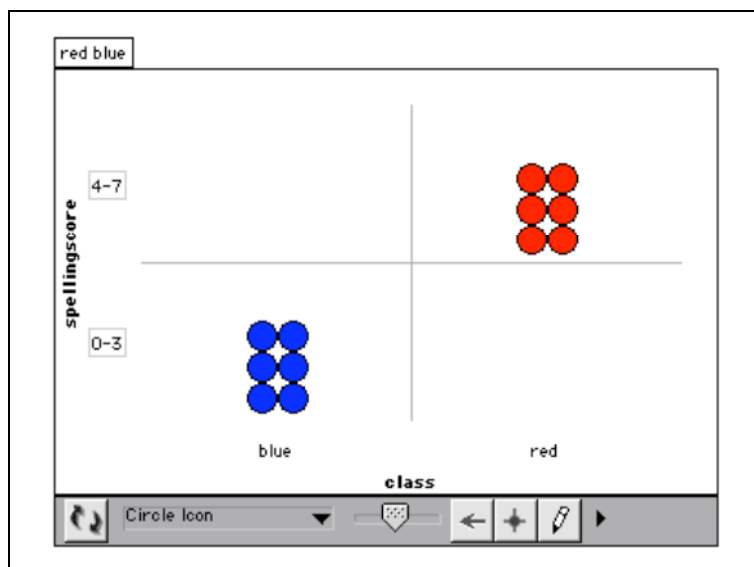 red blue
4-7
spellingscore
0-3
blue
red
class
Circle Icon